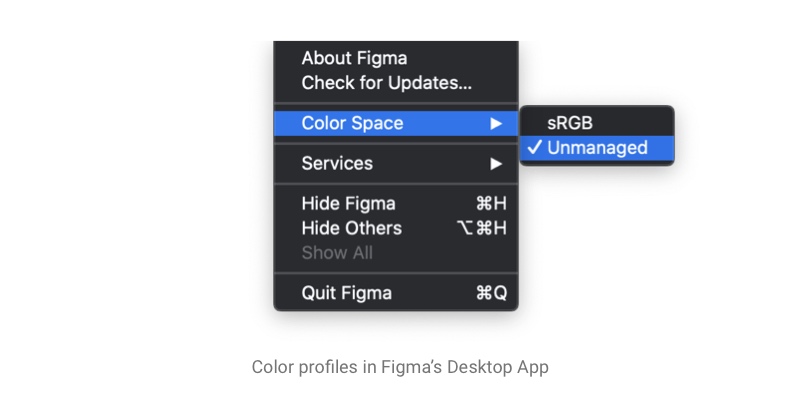 About Figma
Check for Updates...
Color Space ▶
sRGB
✓ Unmanaged
Services ▶
Hide Figma ⌘H
Hide Others ⌥⌘H
Show All
Quit Figma ⌘Q
Color profiles in Figma‘s Desktop App